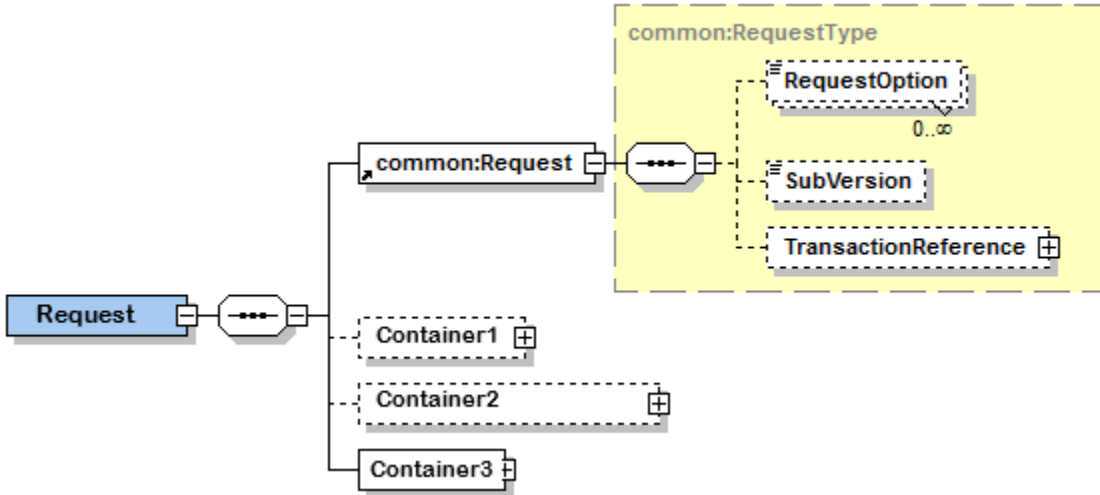 common:RequestType
RequestOption
0..∞
common:Request
SubVersion
TransactionReference
Request
Container1
Container2
Container3